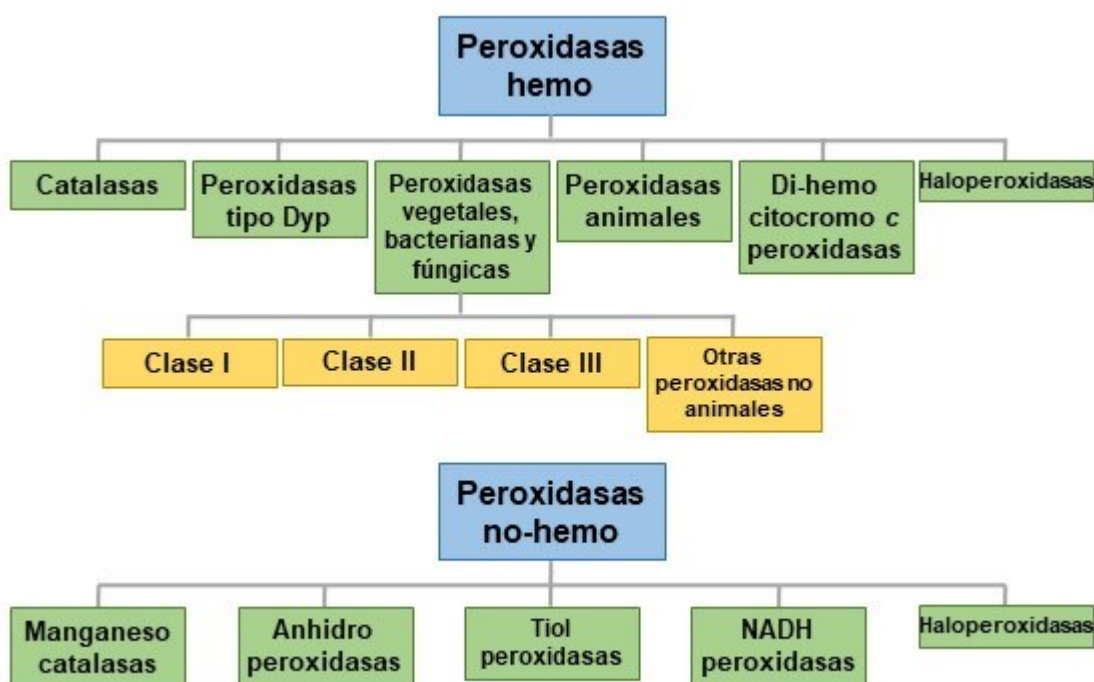 Peroxidasas
hemo
Catalasas
Peroxidasas
tipo Dyp
Peroxidasas
vegetales,
bacterianas y
fúngicas
Peroxidasas
animales
Di-hemo
citocromo c
peroxidasas
Haloperoxidasas
Clase I
Clase II
Clase III
Otras
peroxidasas no
animales
Peroxidasas
no-hemo
Manganeso
catalasas
Anhidro
peroxidasas
Tiol
peroxidasas
NADH
peroxidasas
Haloperoxidasas